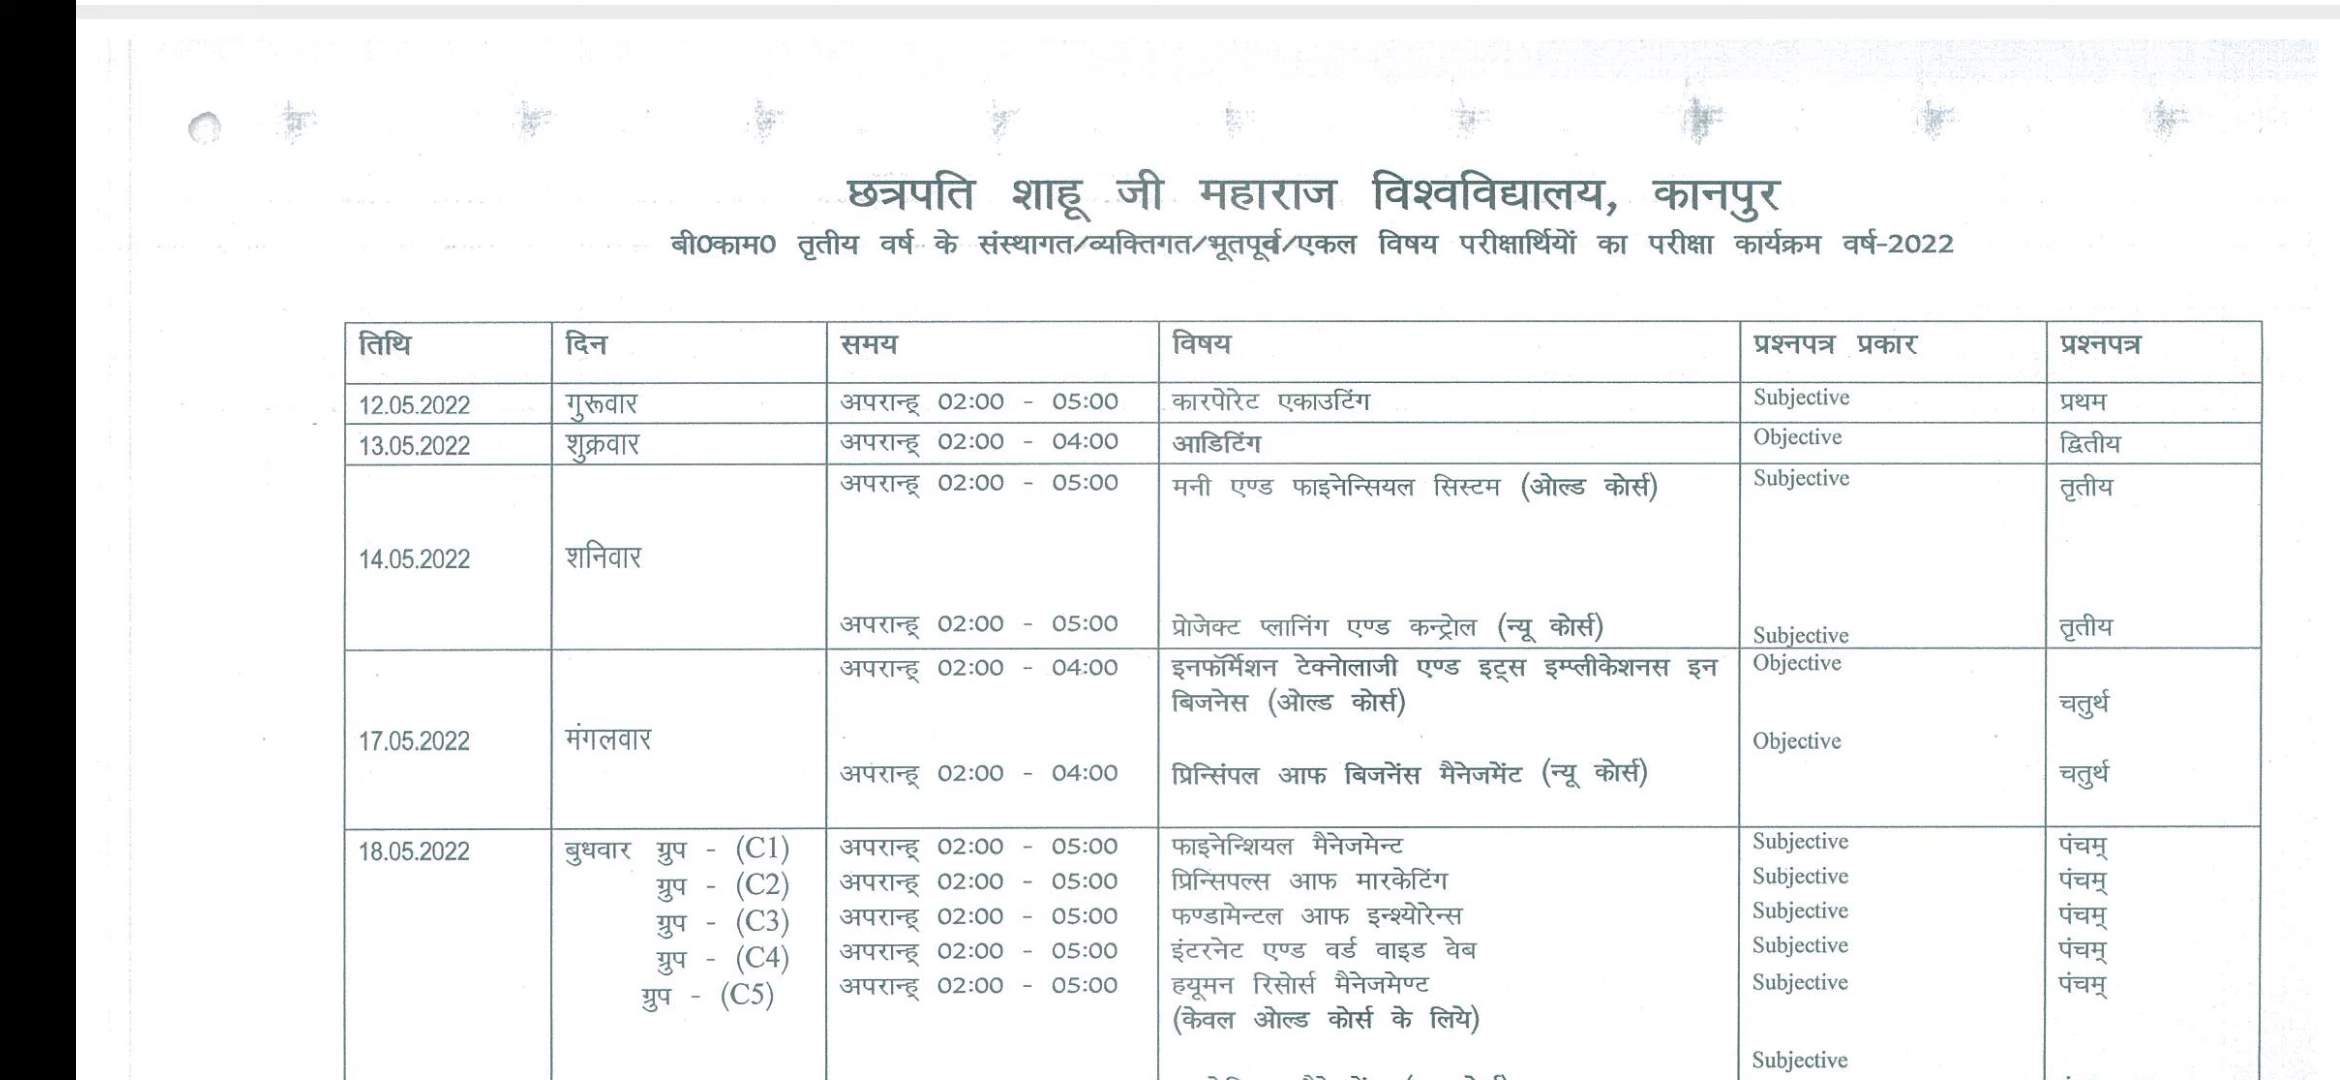 छत्रपति शाहू जी महाराज विश्वविद्यालय, कानपुर
बी0काम0 तृतीय वर्ष के संस्थागत/व्यक्तिगत/भूतपूर्व/एकल विषय परीक्षार्थियों का परीक्षा कार्यक्रम वर्ष-2022
तिथि दिन समय विषय प्रश्नपत्र प्रकार प्रश्नपत्र
12.05.2022 गुरूवार अपरान्ह् 02:00 - 05:00 कारपोरेट एकाउटिंग Subjective प्रथम
13.05.2022 शुक्रवार अपरान्ह् 02:00 - 04:00 आडिटिंग Objective द्वितीय
अपरान्ह् 02:00 - 05:00 मनी एण्ड फाइनेन्सियल सिस्टम (ओल्ड कोर्स) Subjective तृतीय
14.05.2022 शनिवार
अपरान्ह् 02:00 - 05:00 प्रोजेक्ट प्लानिंग एण्ड कन्ट्रोल (न्यू कोर्स) Subjective तृतीय
अपरान्ह् 02:00 - 04:00 इनफॉर्मेशन टेक्नोलाजी एण्ड इट्स इम्प्लीकेशनस इन Objective
बिजनेस (ओल्ड कोर्स) चतुर्थ
17.05.2022 मंगलवार Objective
अपरान्ह् 02:00 - 04:00 प्रिन्सिंपल आफ बिजनेंस मैनेजमेंट (न्यू कोर्स) चतुर्थ
18.05.2022 बुधवार ग्रुप - (C1) अपरान्ह् 02:00 - 05:00 फाइनेन्शियल मैनेजमेन्ट Subjective पंचम्
ग्रुप - (C2) अपरान्ह् 02:00 - 05:00 प्रिन्सिपल्स आफ मारकेटिंग Subjective पंचम्
ग्रुप - (C3) अपरान्ह् 02:00 - 05:00 फण्डामेन्टल आफ इन्श्योरेन्स Subjective पंचम्
ग्रुप - (C4) अपरान्ह् 02:00 - 05:00 इंटरनेट एण्ड वर्ड वाइड वेब Subjective पंचम्
ग्रुप - (C5) अपरान्ह् 02:00 - 05:00 हयूमन रिसोर्स मैनेजमेण्ट Subjective पंचम्
(केवल ओल्ड कोर्स के लिये)
Subjective